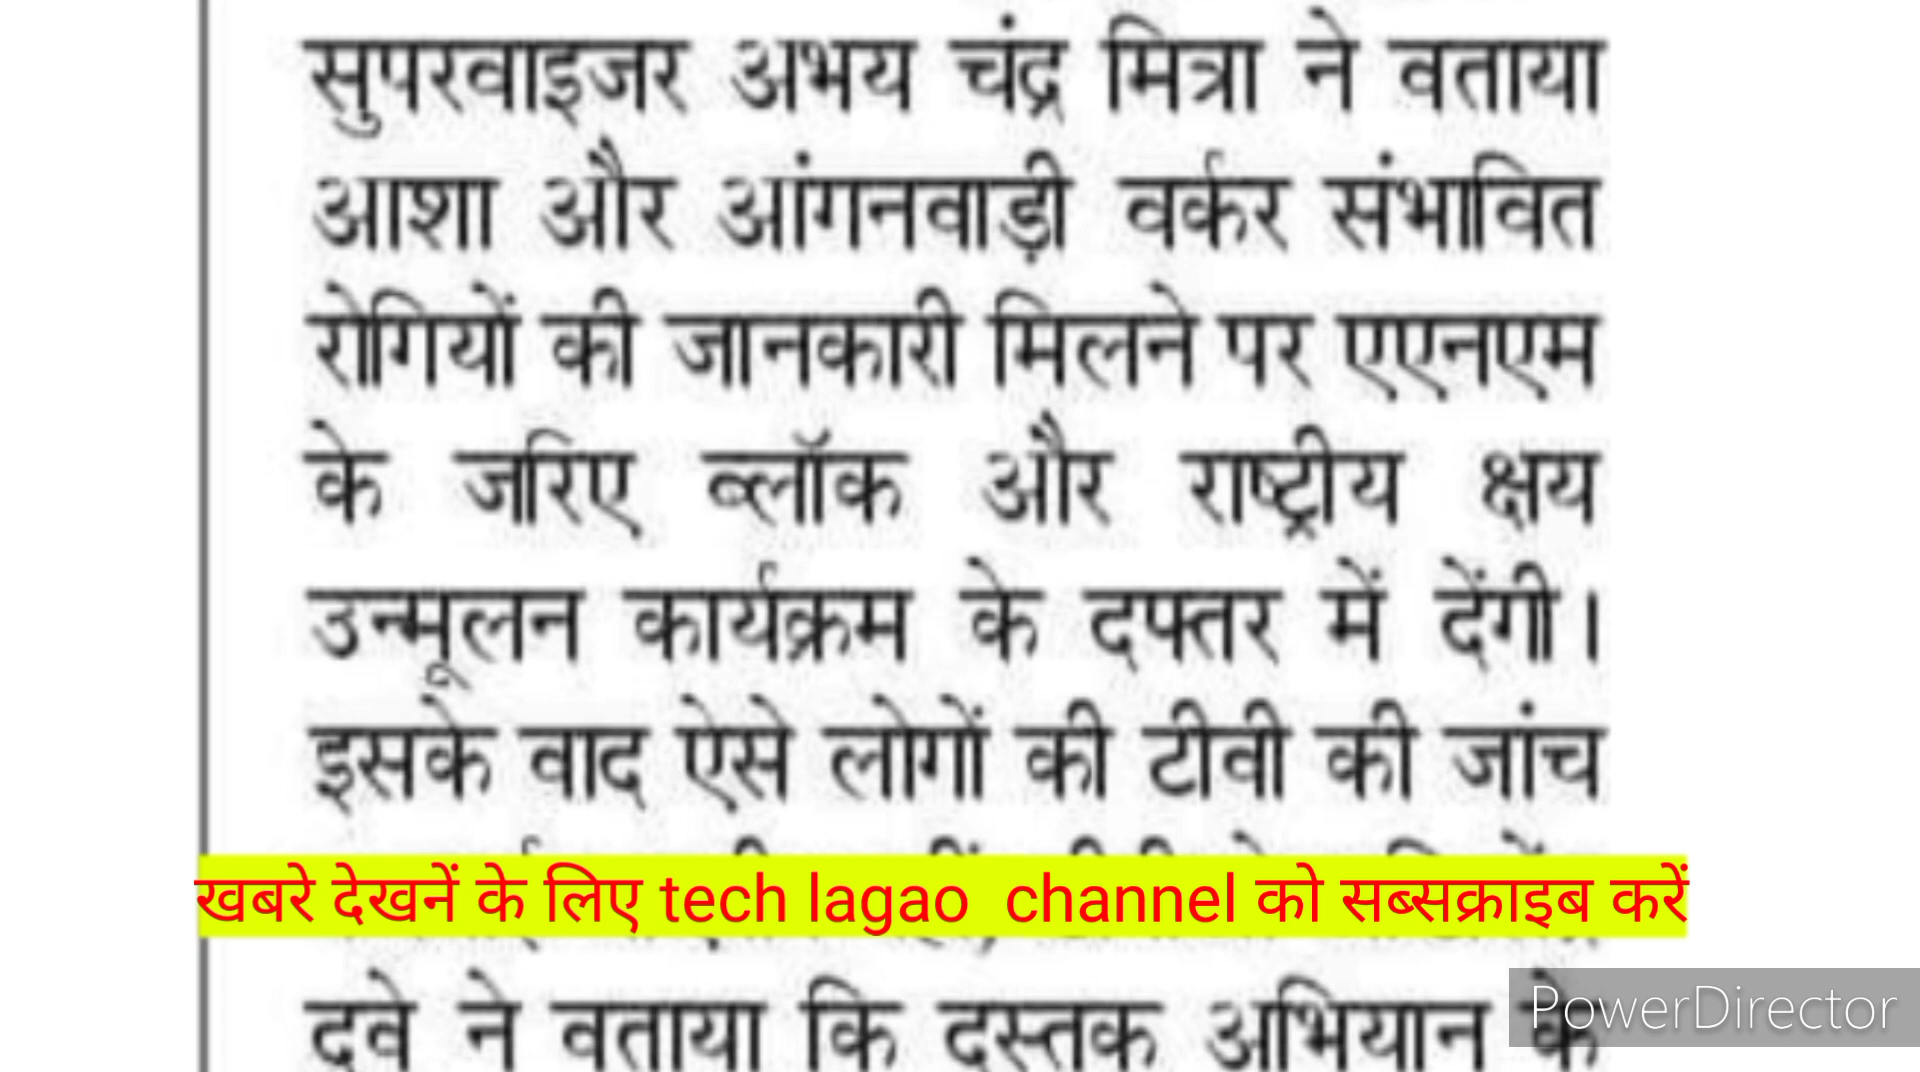 सुपरवाइजर अभय चंद्र मित्रा ने वताया
आशा और आंगनवाड़ी वर्कर संभावित
रोगियों की जानकारी मिलने पर एएनएम
के जरिए ब्लॉक और राष्ट्रीय क्षय
उन्मूलन कार्यक्रम के दफ्तर में देंगी।
इसके वाद ऐसे लोगों की टीवी की जांच
खबरे देखनें के लिए tech lagao channel को सब्सक्राइब करें
दवे ने वताया कि दस्तक अभियान के
PowerDirector